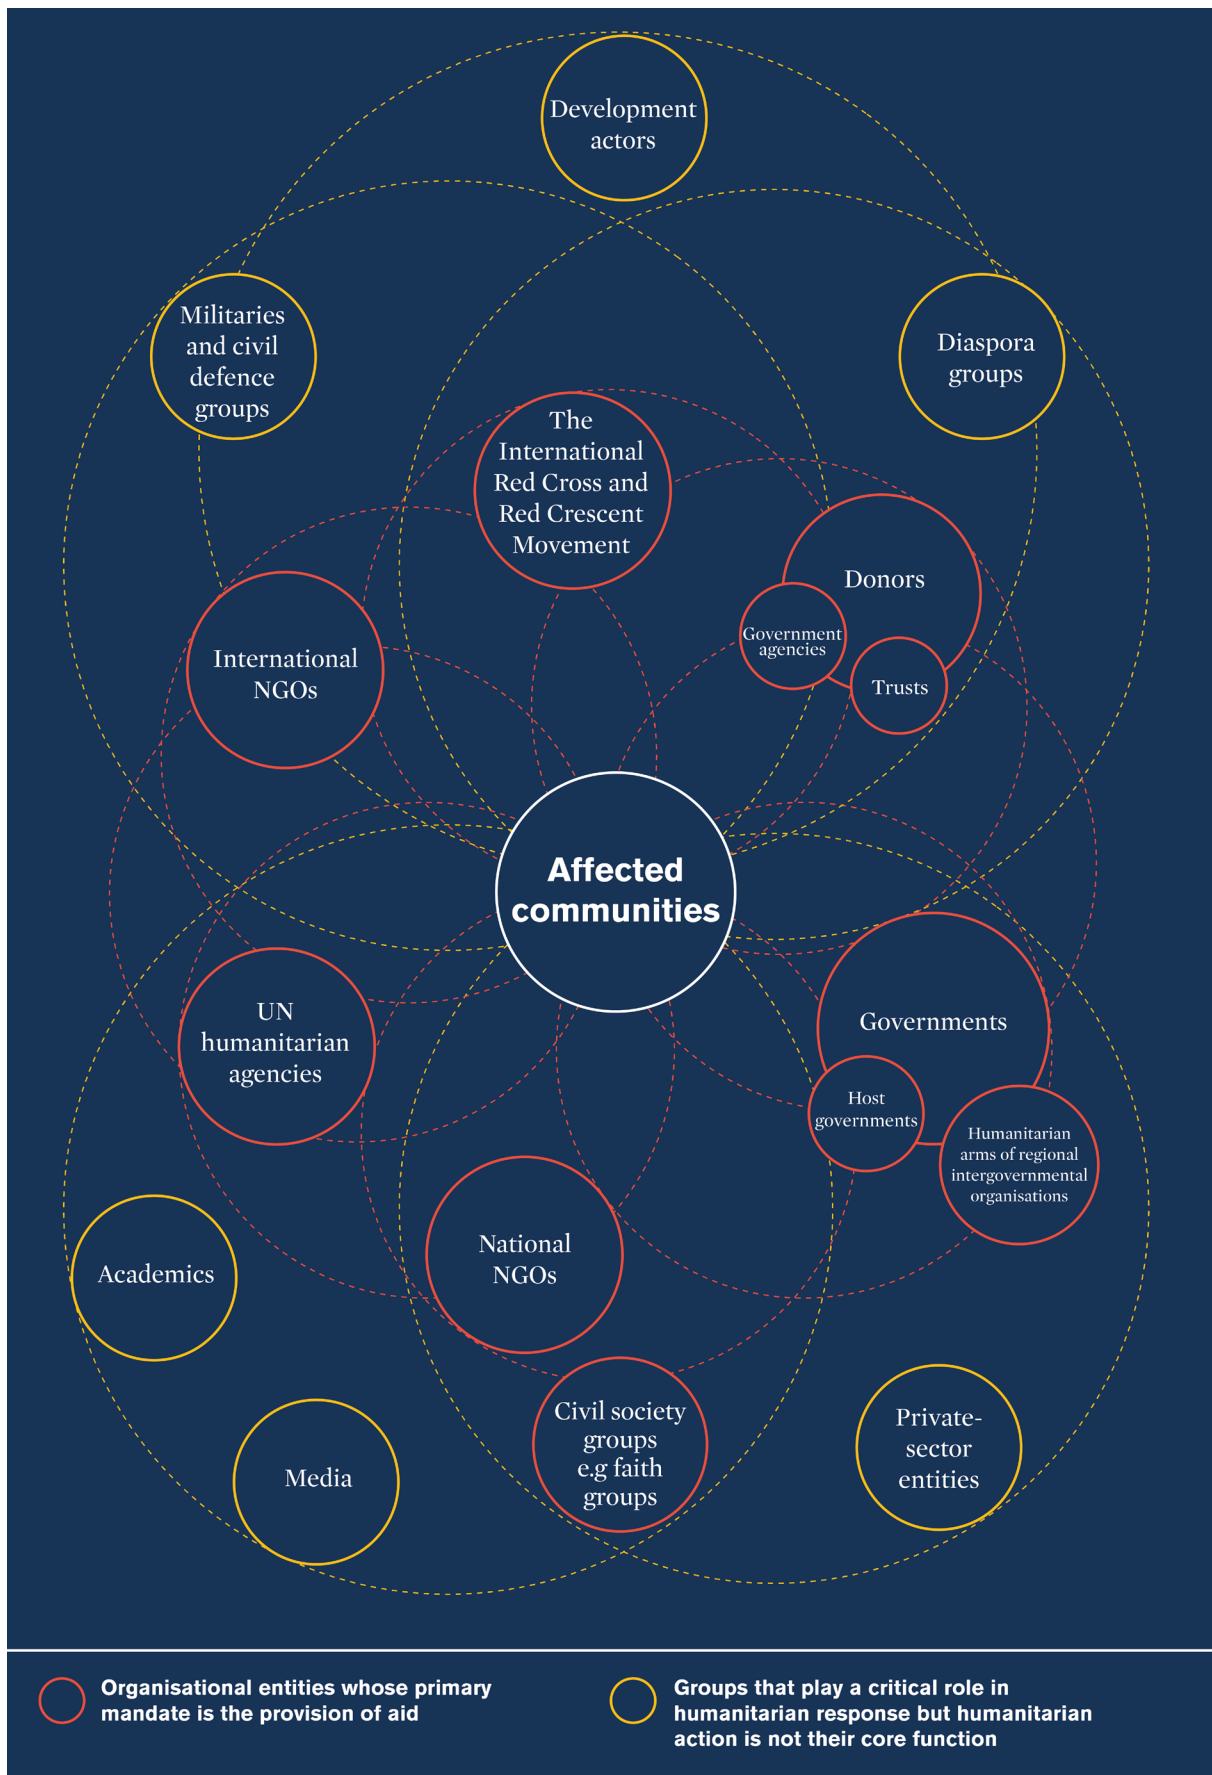 Development
actors
Militaries
and civil
defence
groups
Diaspora
groups
The
International
Red Cross and
Red Crescent
Movement
Donors
Government
agencies
Trusts
International
NGOs
Affected
communities
UN
humanitarian
agencies
Governments
Host
governments
Humanitarian
arms of regional
intergovernmental
organisations
National
NGOs
Academics
Civil society
groups
e.g faith
groups
Private-
sector
entities
Media
Organisational entities whose primary
mandate is the provision of aid
Groups that play a critical role in
humanitarian response but humanitarian
action is not their core function